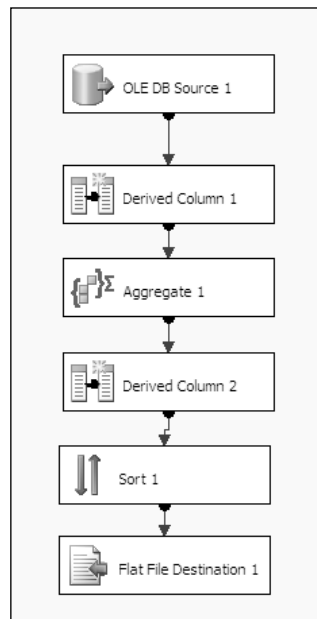 OLE DB Source 1
Derived Column 1
Aggregate 1
Derived Column 2
Sort 1
Flat File Destination 1